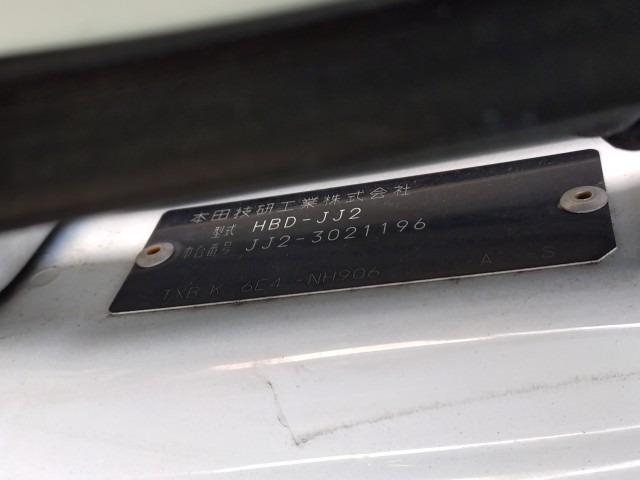 本田技研工業株式会社
型式 HBD-JJ2
車台番号 JJ2-3021196
TXB K 6E4 -NH906 A S